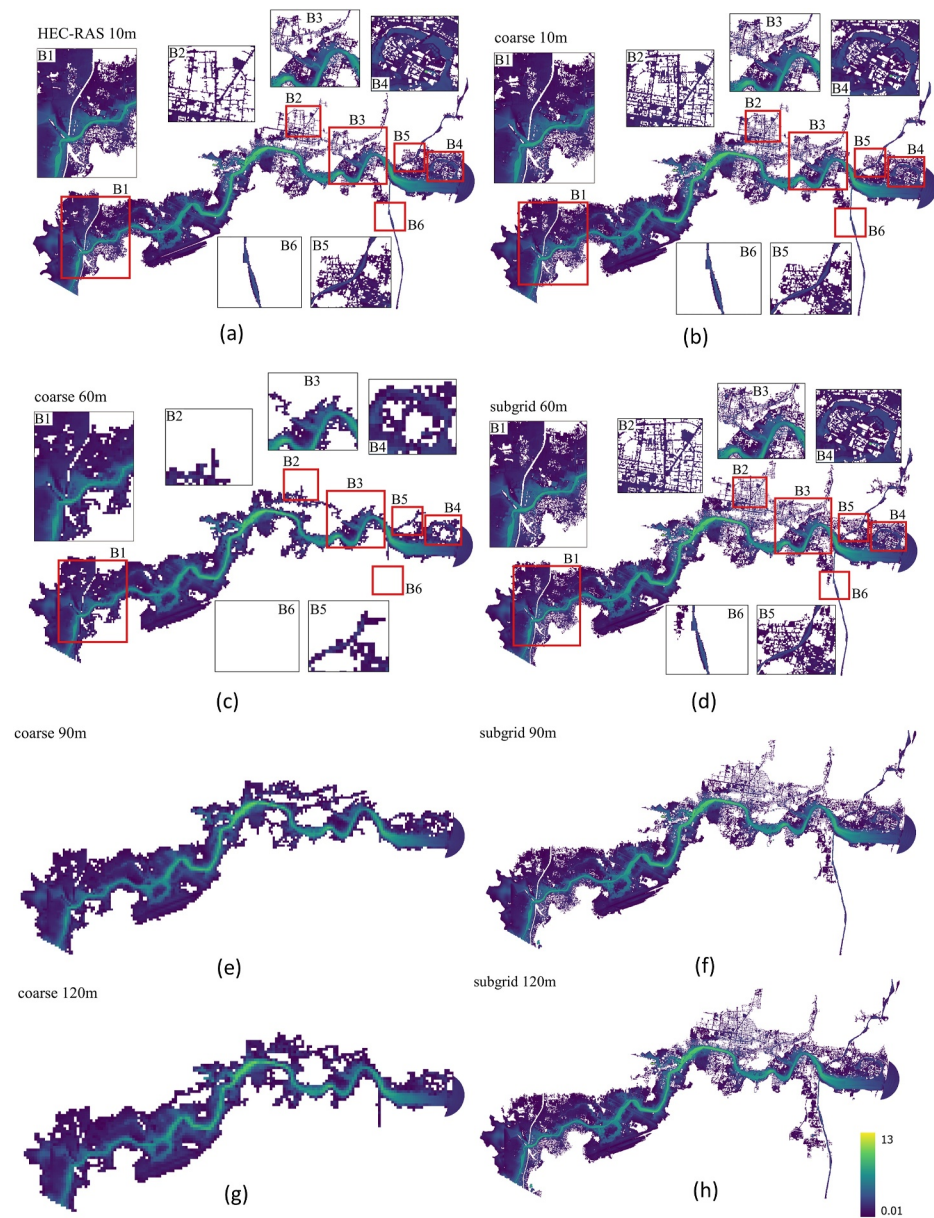 HEC-RAS 10m
B1
B2
B3
B4
B2
B3
B5
B4
B1
B6
B6
B5
(a)
coarse 10m
B1
B2
B3
B4
B2
B3
B5
B4
B1
B6
B6
B5
(b)
coarse 60m
B1
B2
B3
B4
B2
B3
B5
B4
B1
B6
B6
B5
(c)
subgrid 60m
B1
B2
B3
B4
B2
B3
B5
B4
B1
B6
B6
B5
(d)
coarse 90m
(e)
subgrid 90m
(f)
coarse 120m
(g)
subgrid 120m
(h)
13
0.01